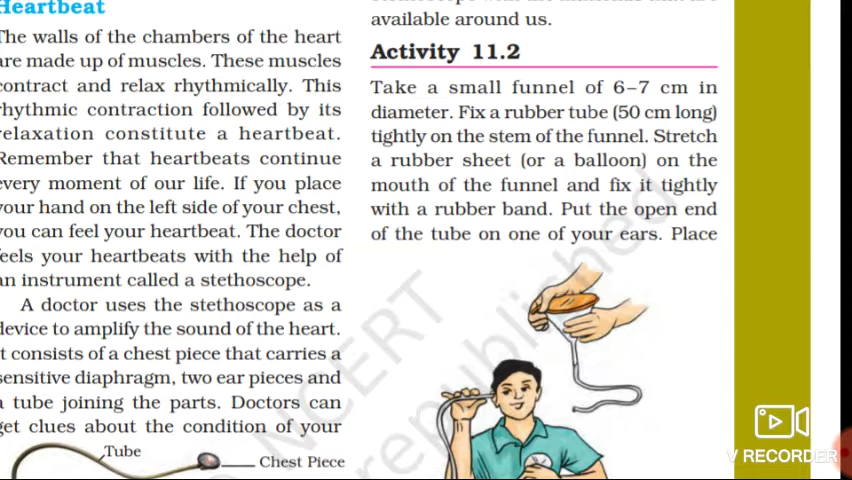 Heartbeat
The walls of the chambers of the heart
are made up of muscles. These muscles
contract and relax rhythmically. This
rhythmic contraction followed by its
relaxation constitute a heartbeat.
Remember that heartbeats continue
every moment of our life. If you place
your hand on the left side of your chest,
you can feel your heartbeat. The doctor
feels your heartbeats with the help of
an instrument called a stethoscope.
A doctor uses the stethoscope as a
device to amplify the sound of the heart.
It consists of a chest piece that carries a
sensitive diaphragm, two ear pieces and
a tube joining the parts. Doctors can
get clues about the condition of your
Tube
Chest Piece
available around us.
Activity 11.2
Take a small funnel of 6–7 cm in
diameter. Fix a rubber tube (50 cm long)
tightly on the stem of the funnel. Stretch
a rubber sheet (or a balloon) on the
mouth of the funnel and fix it tightly
with a rubber band. Put the open end
of the tube on one of your ears. Place
NCERT
republished
V RECORDER